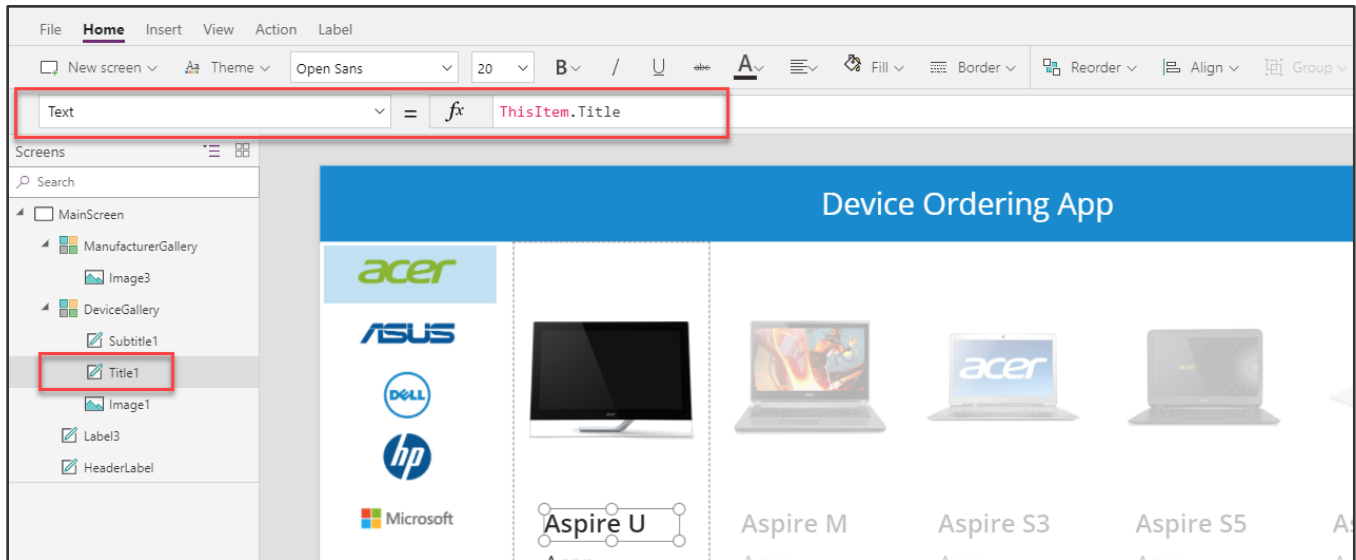 File Home Insert View Action Label
New screen Theme Open Sans 20 B / U abc A Fill Border Reorder Align Group
Text = fx ThisItem.Title
Screens
Search
MainScreen
ManufacturerGallery
Image3
DeviceGallery
Subtitle1
Title1
Image1
Label3
HeaderLabel
Device Ordering App
acer
ASUS
DELL
hp
Microsoft
acer
Aspire U Aspire M Aspire S3 Aspire S5